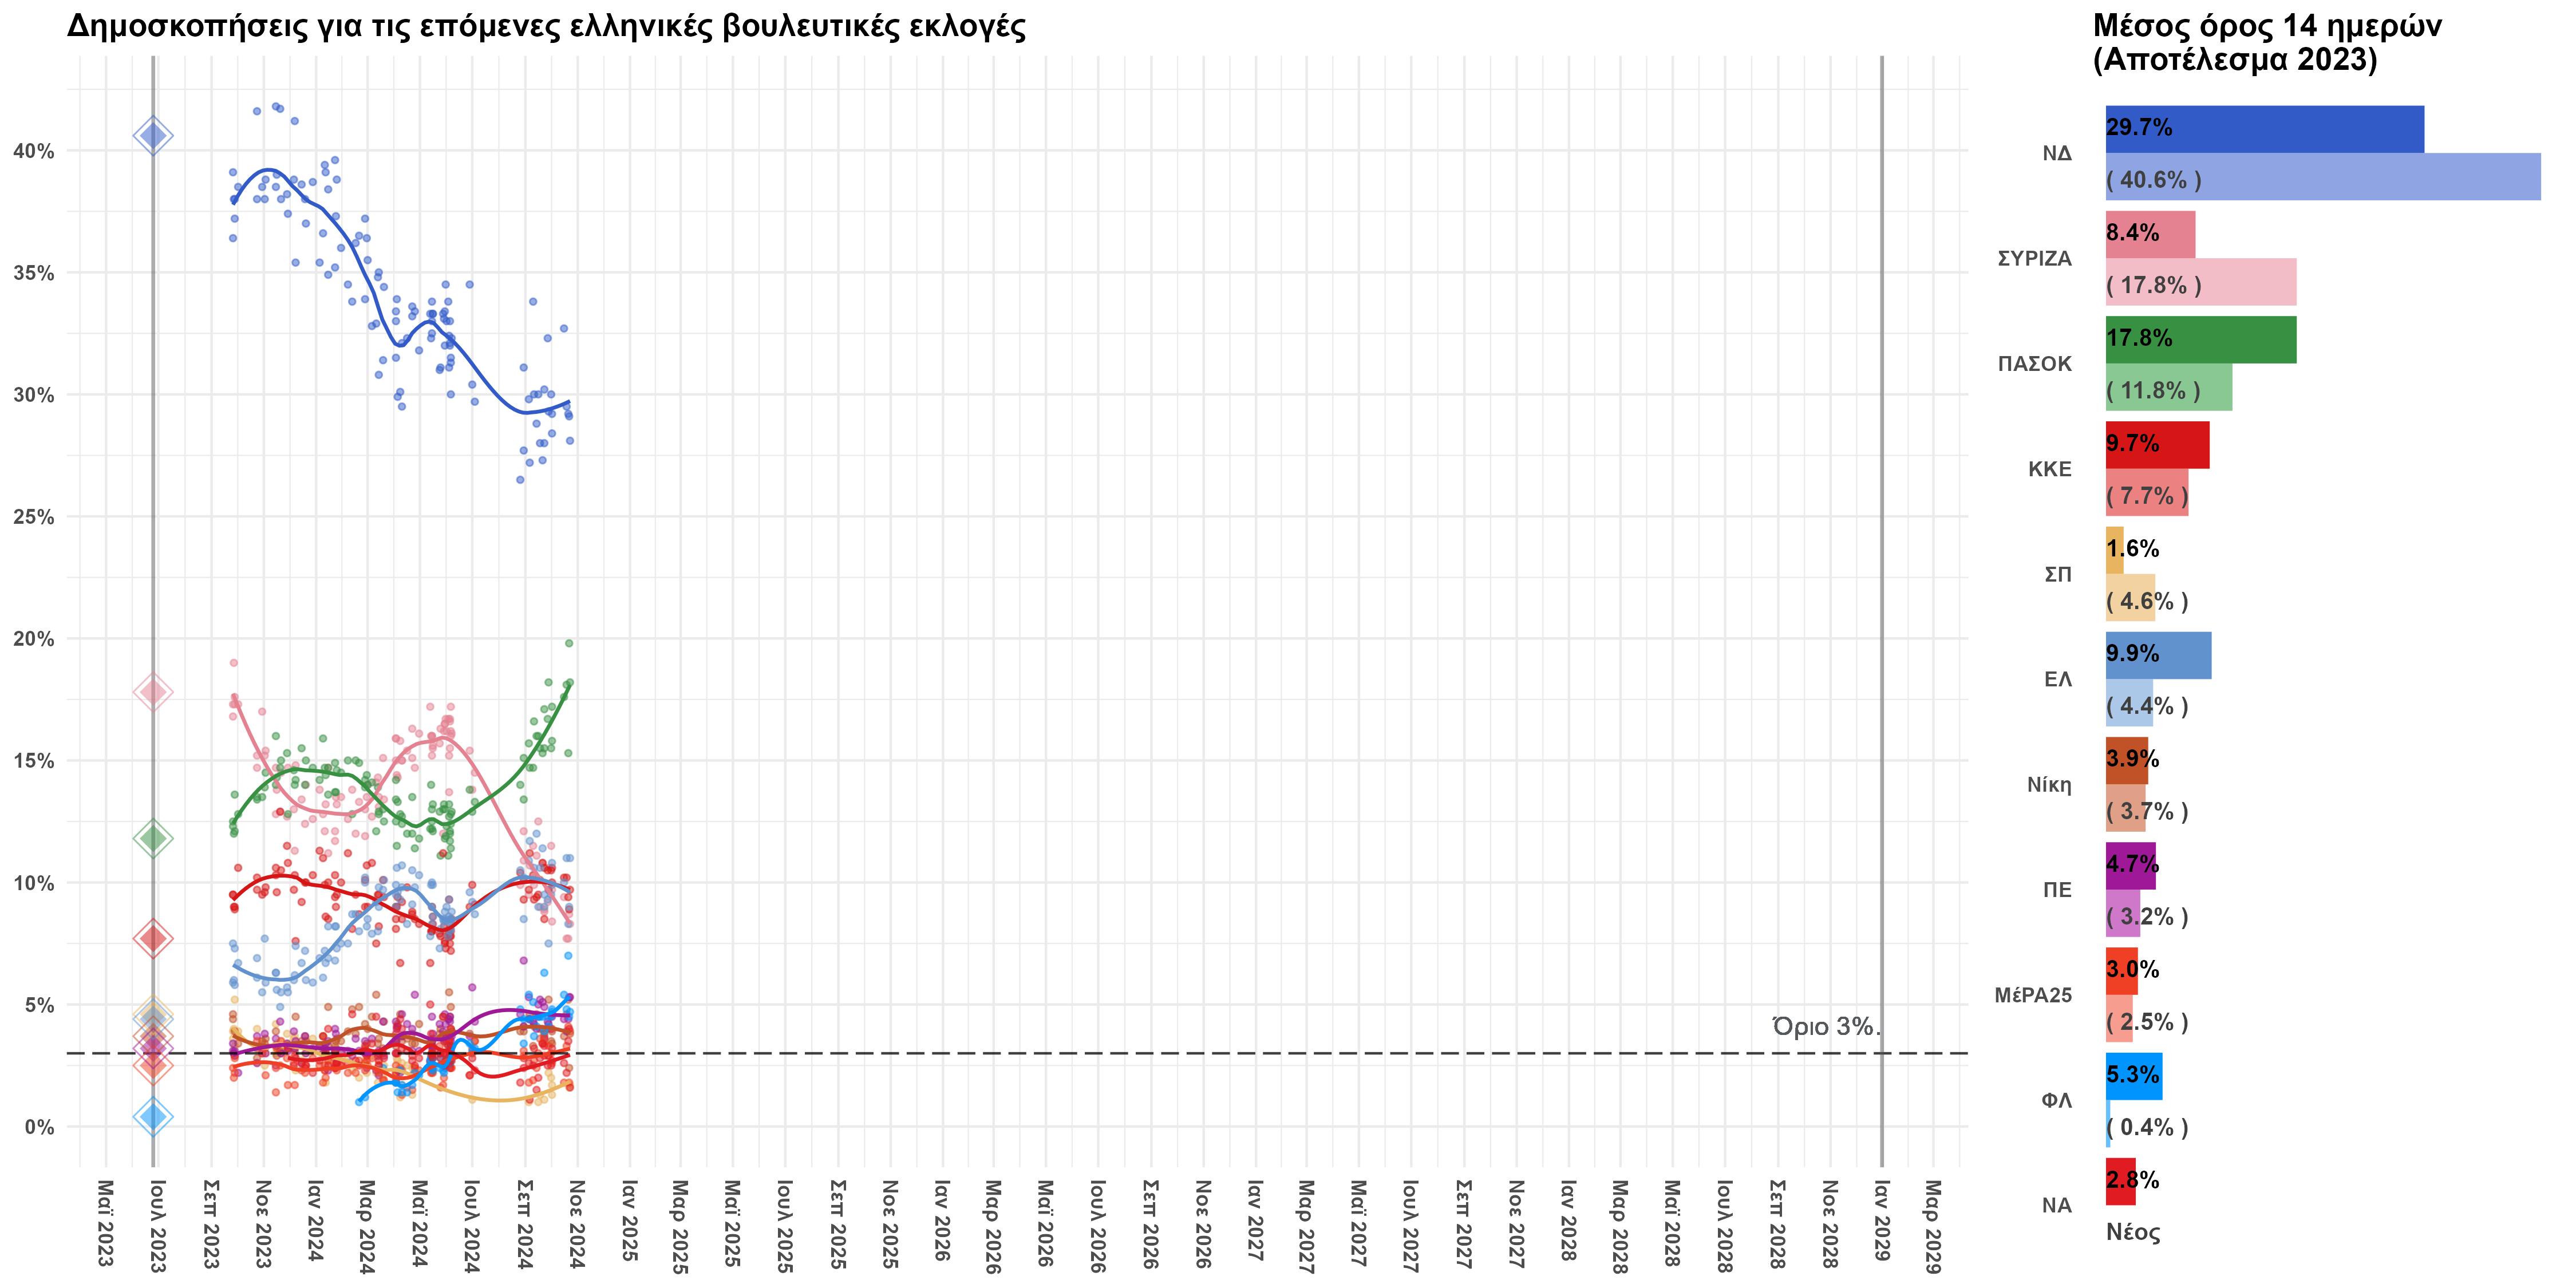 Δημοσκοπήσεις για τις επόμενες ελληνικές βουλευτικές εκλογές
40%
35%
30%
25%
20%
15%
10%
5%
0%
Όριο 3%.
Μαϊ 2023
Ιουλ 2023
Σεπ 2023
Νοε 2023
Ιαν 2024
Μαρ 2024
Μαϊ 2024
Ιουλ 2024
Σεπ 2024
Νοε 2024
Ιαν 2025
Μαρ 2025
Μαϊ 2025
Ιουλ 2025
Σεπ 2025
Νοε 2025
Ιαν 2026
Μαρ 2026
Μαϊ 2026
Ιουλ 2026
Σεπ 2026
Νοε 2026
Ιαν 2027
Μαρ 2027
Μαϊ 2027
Ιουλ 2027
Σεπ 2027
Νοε 2027
Ιαν 2028
Μαρ 2028
Μαϊ 2028
Ιουλ 2028
Σεπ 2028
Νοε 2028
Ιαν 2029
Μαρ 2029
Μέσος όρος 14 ημερών
(Αποτέλεσμα 2023)
ΝΔ
29.7%
( 40.6% )
ΣΥΡΙΖΑ
8.4%
( 17.8% )
ΠΑΣΟΚ
17.8%
( 11.8% )
ΚΚΕ
9.7%
( 7.7% )
ΣΠ
1.6%
( 4.6% )
ΕΛ
9.9%
( 4.4% )
Νίκη
3.9%
( 3.7% )
ΠΕ
4.7%
( 3.2% )
ΜέΡΑ25
3.0%
( 2.5% )
ΦΛ
5.3%
( 0.4% )
ΝΑ
2.8%
Νέος